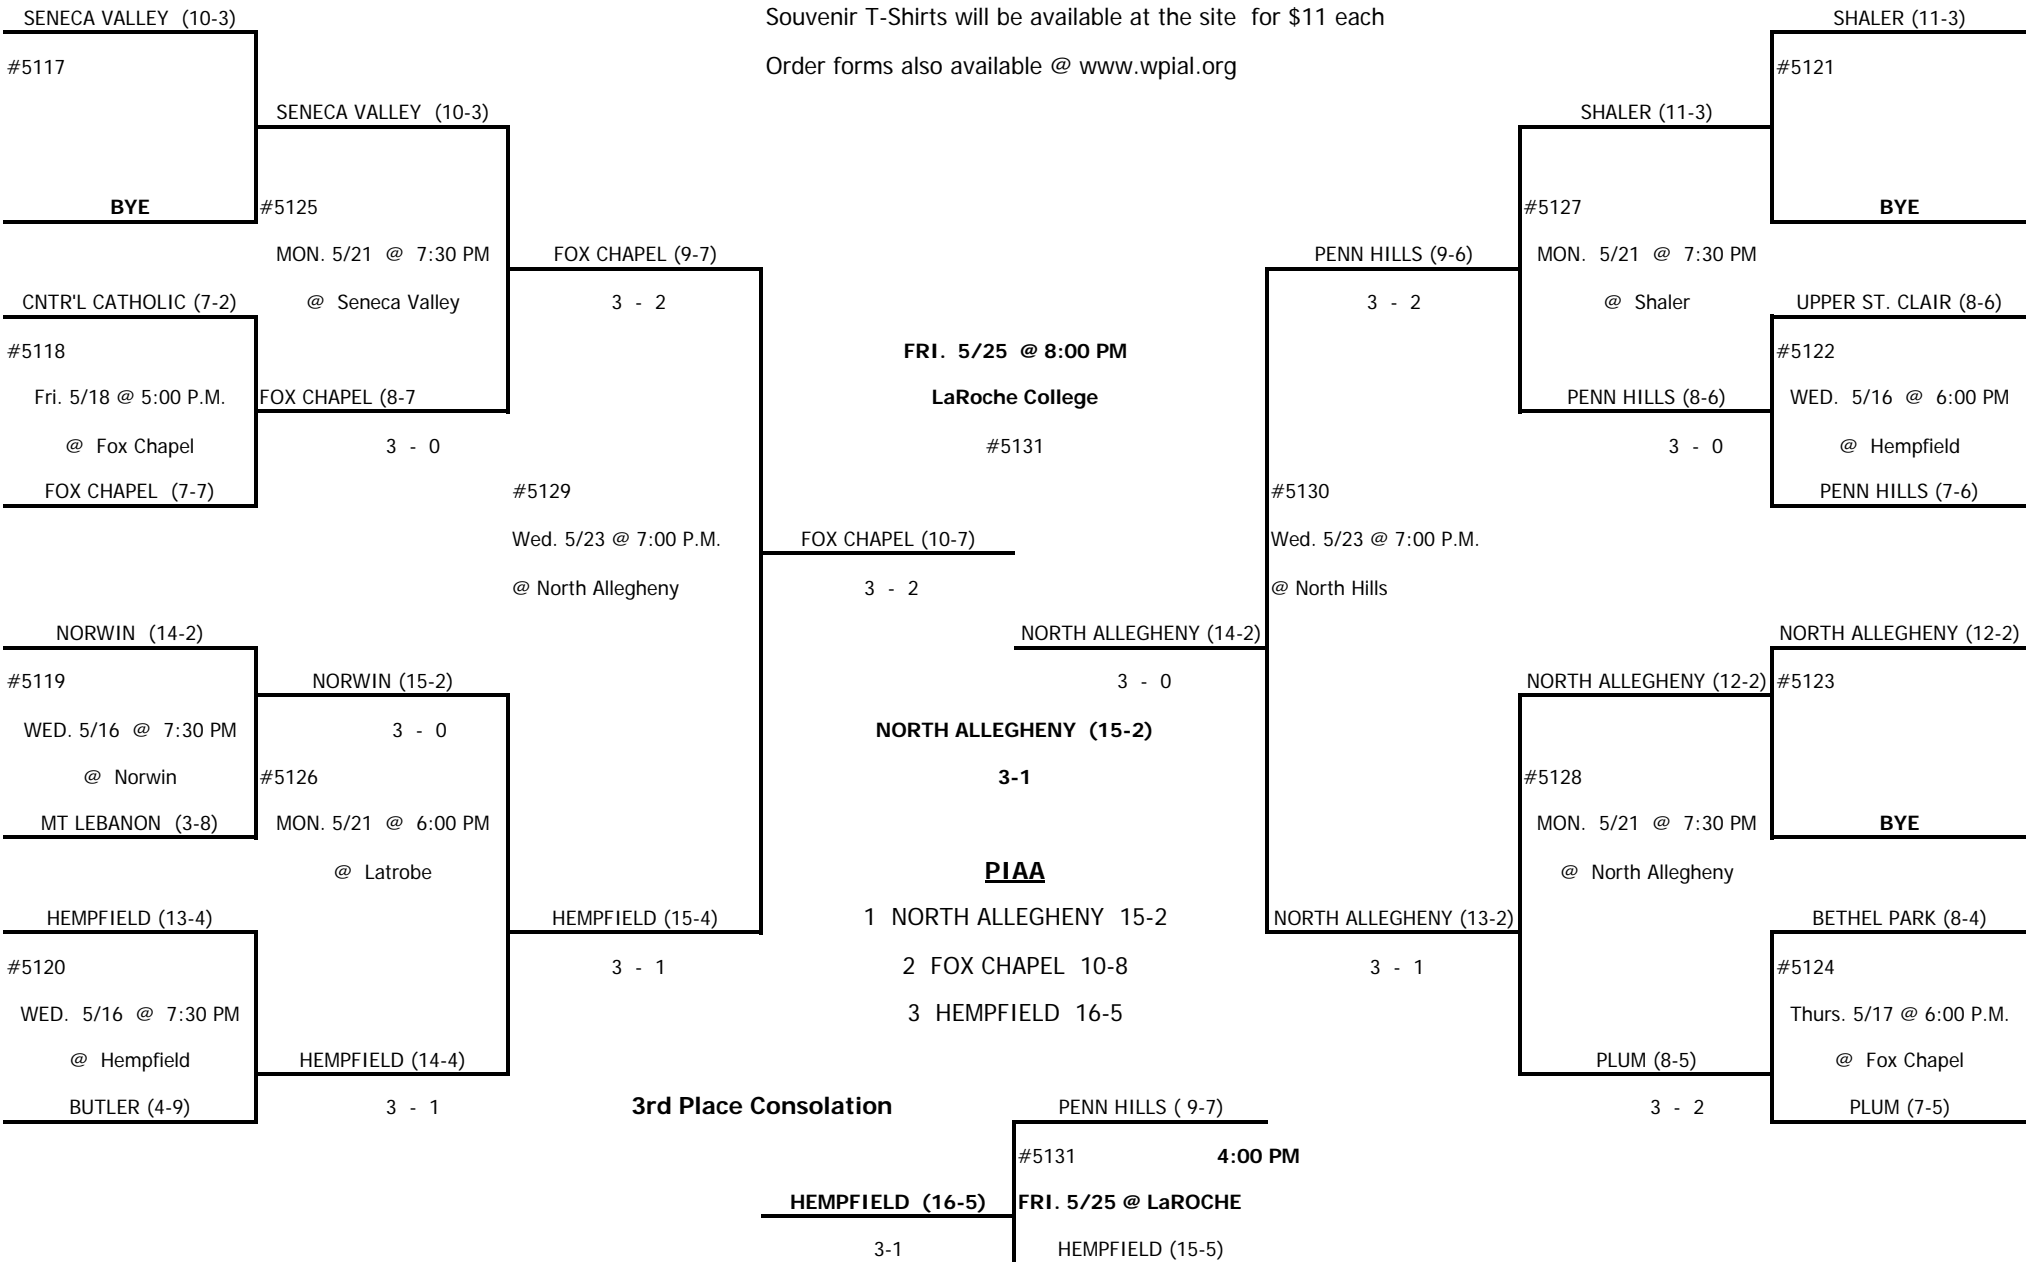 SENECA VALLEY (10-3)
Souvenir T-Shirts will be available at the site for $11 each
SHALER (11-3)
#5117
Order forms also available @ www.wpial.org
#5121
SENECA VALLEY (10-3)
SHALER (11-3)
BYE
#5125
#5127
BYE
MON. 5/21 @ 7:30 PM
FOX CHAPEL (9-7)
PENN HILLS (9-6)
MON. 5/21 @ 7:30 PM
CNTR'L CATHOLIC (7-2)
@ Seneca Valley
3 - 2
3 - 2
@ Shaler
UPPER ST. CLAIR (8-6)
#5118
FRI. 5/25 @ 8:00 PM
#5122
Fri. 5/18 @ 5:00 P.M.
FOX CHAPEL (8-7
LaRoche College
PENN HILLS (8-6)
WED. 5/16 @ 6:00 PM
@ Fox Chapel
3 - 0
#5131
3 - 0
@ Hempfield
FOX CHAPEL (7-7)
#5129
#5130
PENN HILLS (7-6)
Wed. 5/23 @ 7:00 P.M.
FOX CHAPEL (10-7)
Wed. 5/23 @ 7:00 P.M.
@ North Allegheny
3 - 2
@ North Hills
NORWIN (14-2)
NORTH ALLEGHENY (14-2)
NORTH ALLEGHENY (12-2)
#5119
NORWIN (15-2)
3 - 0
NORTH ALLEGHENY (12-2)
#5123
WED. 5/16 @ 7:30 PM
3 - 0
NORTH ALLEGHENY (15-2)
@ Norwin
#5126
3-1
#5128
MT LEBANON (3-8)
MON. 5/21 @ 6:00 PM
MON. 5/21 @ 7:30 PM
BYE
@ Latrobe
PIAA
@ North Allegheny
HEMPFIELD (13-4)
HEMPFIELD (15-4)
1 NORTH ALLEGHENY 15-2
NORTH ALLEGHENY (13-2)
BETHEL PARK (8-4)
#5120
3 - 1
2 FOX CHAPEL 10-8
3 - 1
#5124
WED. 5/16 @ 7:30 PM
3 HEMPFIELD 16-5
Thurs. 5/17 @ 6:00 P.M.
@ Hempfield
HEMPFIELD (14-4)
PLUM (8-5)
@ Fox Chapel
BUTLER (4-9)
3 - 1
3rd Place Consolation
PENN HILLS ( 9-7)
3 - 2
PLUM (7-5)
#5131
4:00 PM
HEMPFIELD (16-5)
FRI. 5/25 @ LaROCHE
3-1
HEMPFIELD (15-5)